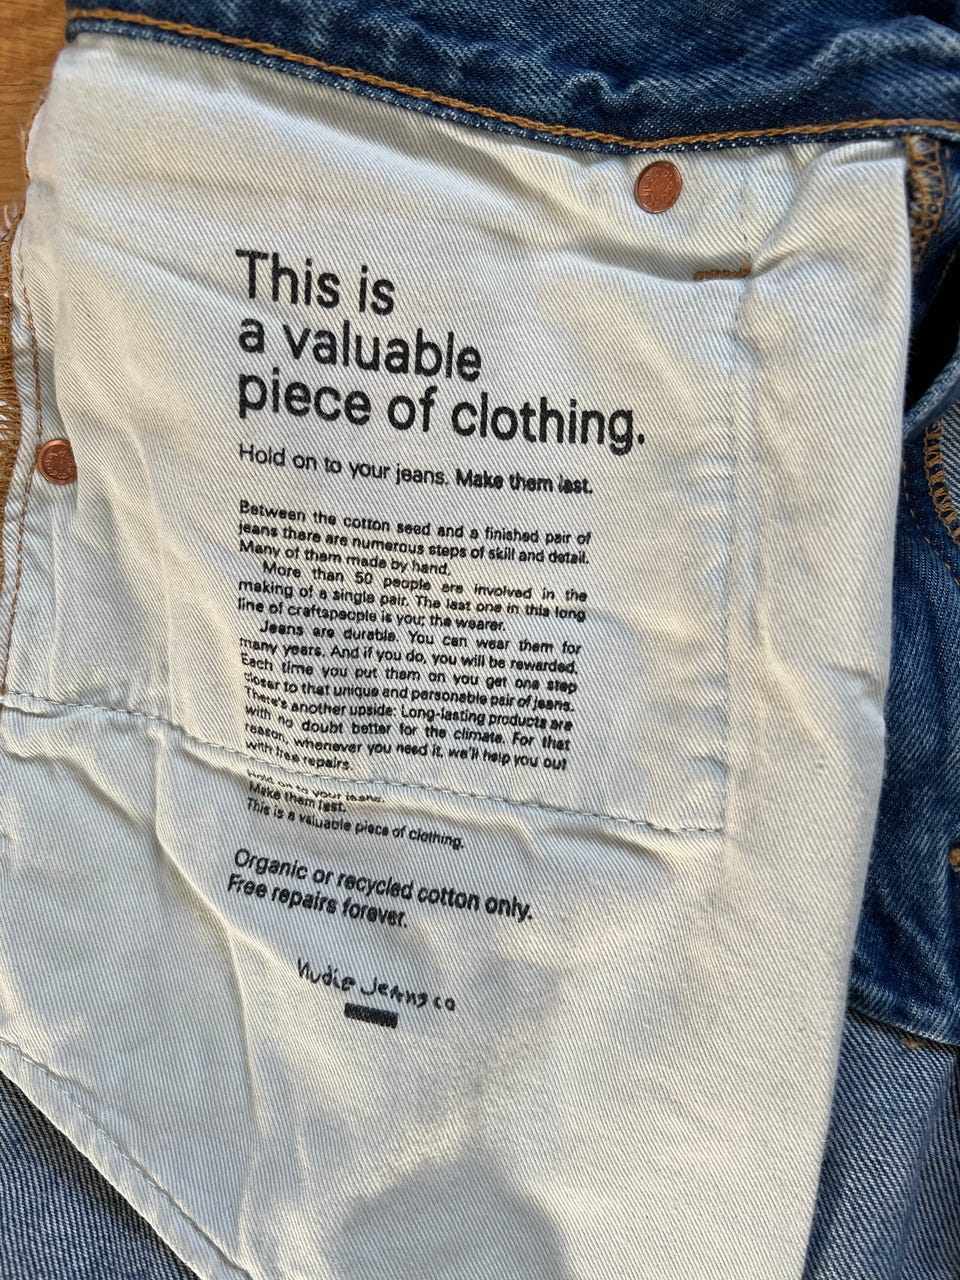 This is
a valuable
piece of clothing.
Hold on to your jeans. Make them last.
Between the cotton seed and a finished pair of
jeans there are numerous steps of skill and detail.
Many of them made by hand.
More than 50 people are involved in the
making of a single pair. The last one in this long
line of craftspeople is you; the wearer.
Jeans are durable. You can wear them for
many years. And if you do, you will be rewarded.
Each time you put them on you get one step
closer to that unique and personable pair of jeans.
There's another upside: Long-lasting products are
with no doubt better for the climate. For that
reason, whenever you need it, we'll help you out
with free repairs.
Hold on to your jeans.
Make them last.
This is a valuable piece of clothing.
Organic or recycled cotton only.
Free repairs forever.
Nudie Jeans co